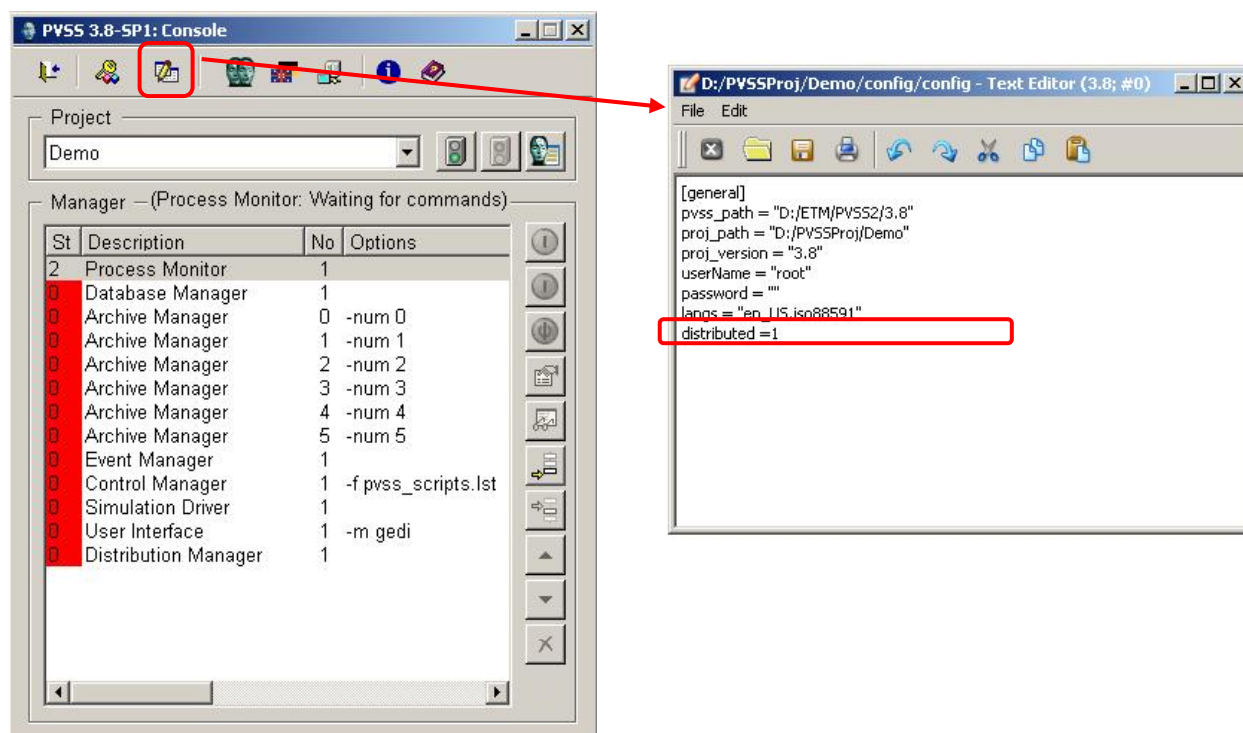 PVSS 3.8-SP1: Console
Project
Demo
Manager (Process Monitor: Waiting for commands)
St Description No Options
2 Process Monitor 1
0 Database Manager 1
0 Archive Manager 0 -num 0
0 Archive Manager 1 -num 1
0 Archive Manager 2 -num 2
0 Archive Manager 3 -num 3
0 Archive Manager 4 -num 4
0 Archive Manager 5 -num 5
0 Event Manager 1
0 Control Manager 1 -f pvss_scripts.lst
0 Simulation Driver 1
0 User Interface 1 -m gedi
0 Distribution Manager 1
D:/PVSSProj/Demo/config/config - Text Editor (3.8; #0)
File Edit
[general]
pvss_path = "D:/ETM/PVSS2/3.8"
proj_path = "D:/PVSSProj/Demo"
proj_version = "3.8"
userName = "root"
password = ""
langs = "en_US.iso88591"
distributed =1